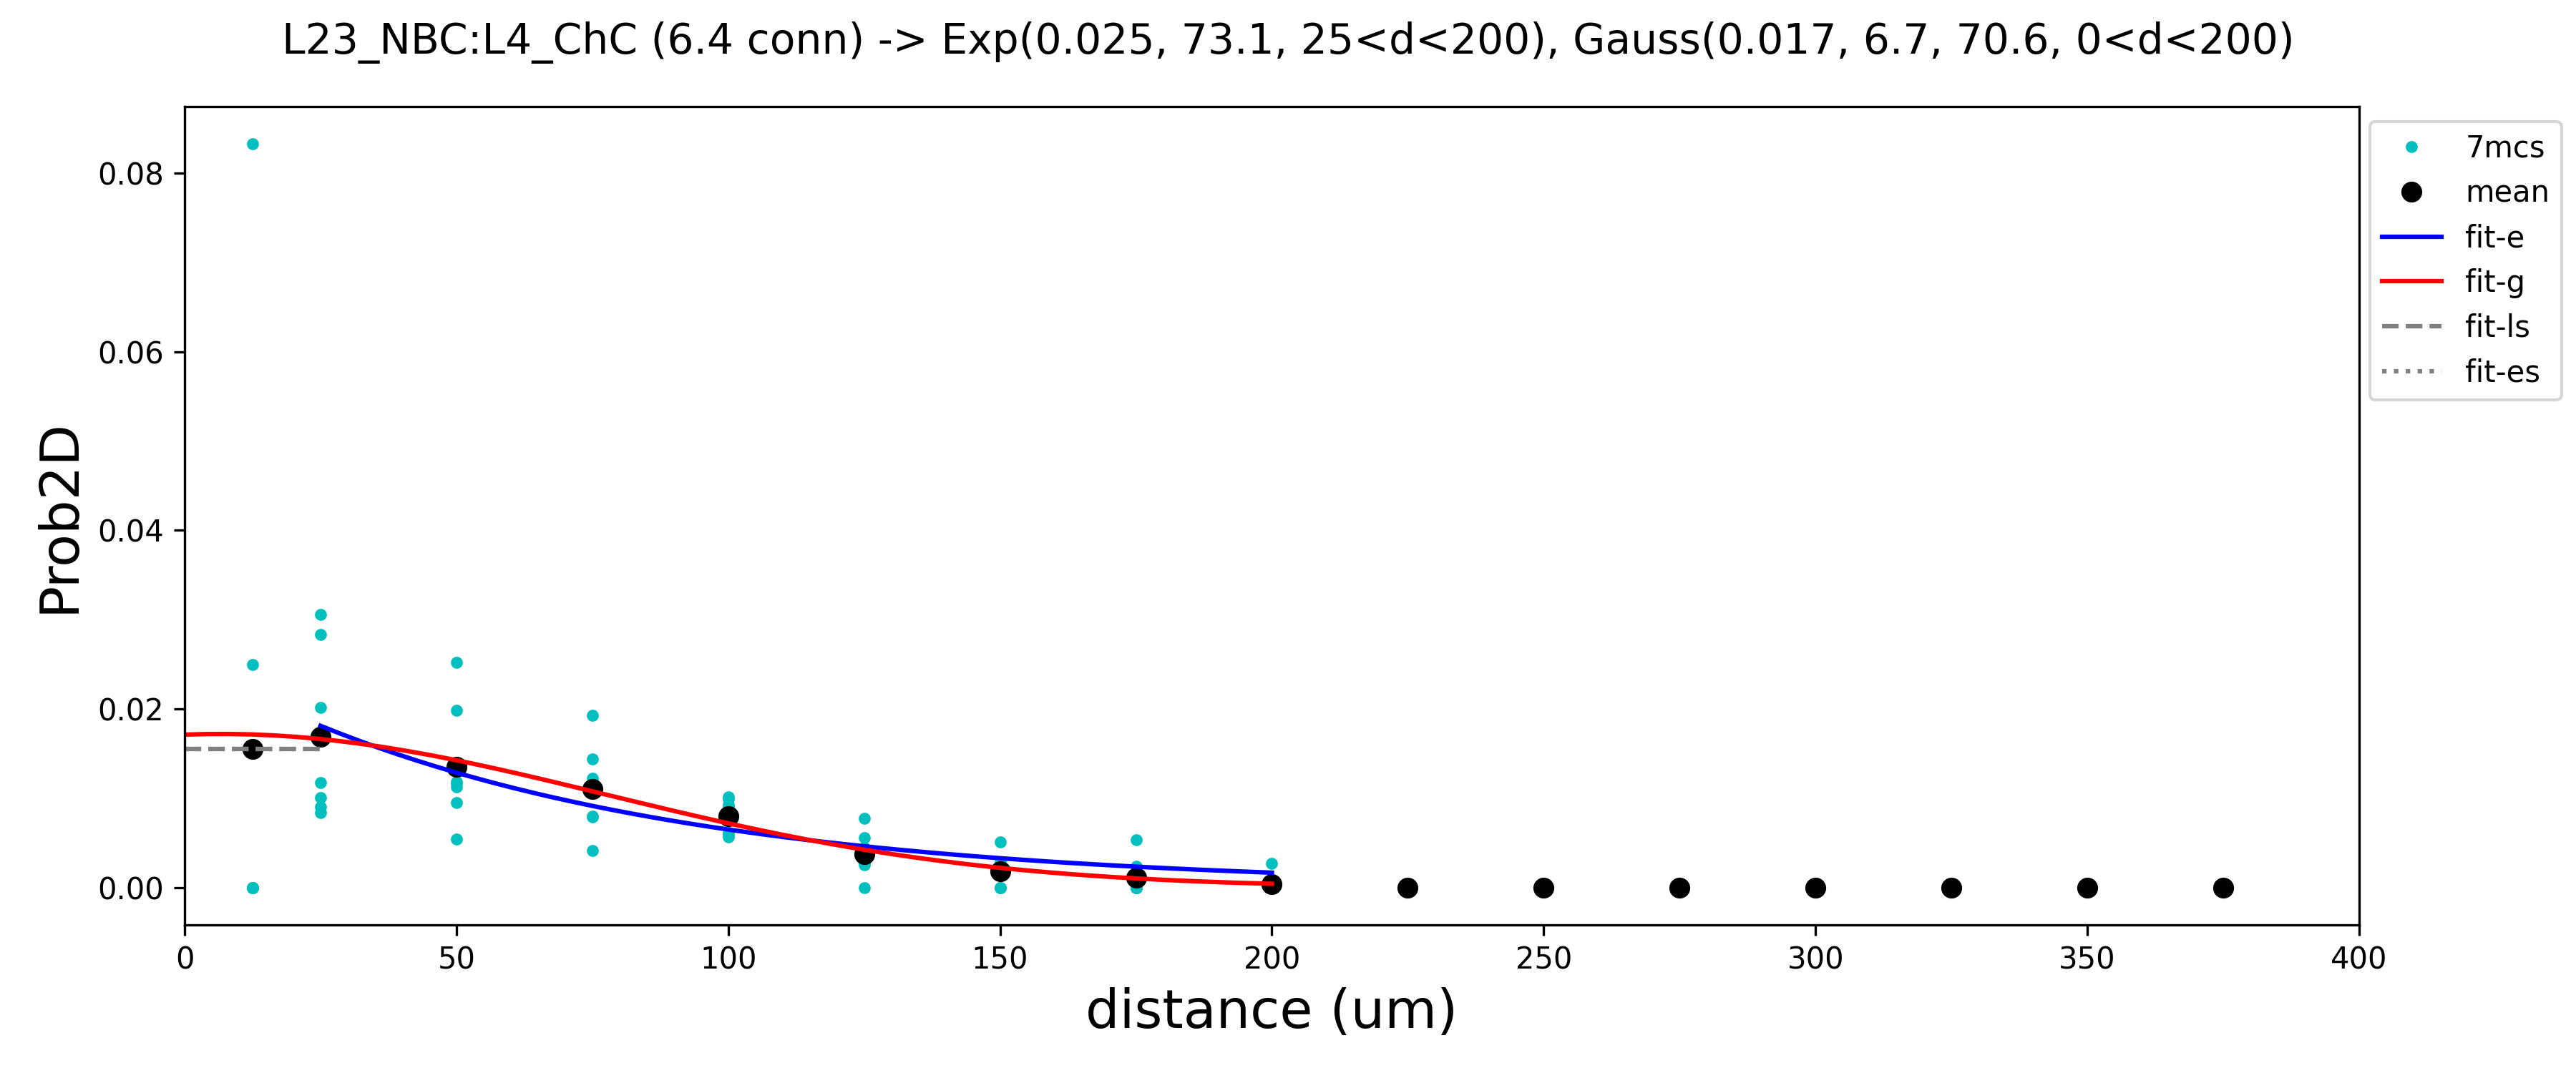 L23_NBC:L4_ChC (6.4 conn) -> Exp(0.025, 73.1, 25<d<200), Gauss(0.017, 6.7, 70.6, 0<d<200)
7mcs
mean
fit-e
fit-g
fit-ls
fit-es
Prob2D
0.08
0.06
0.04
0.02
0.00
0 50 100 150 200 250 300 350 400
distance (um)